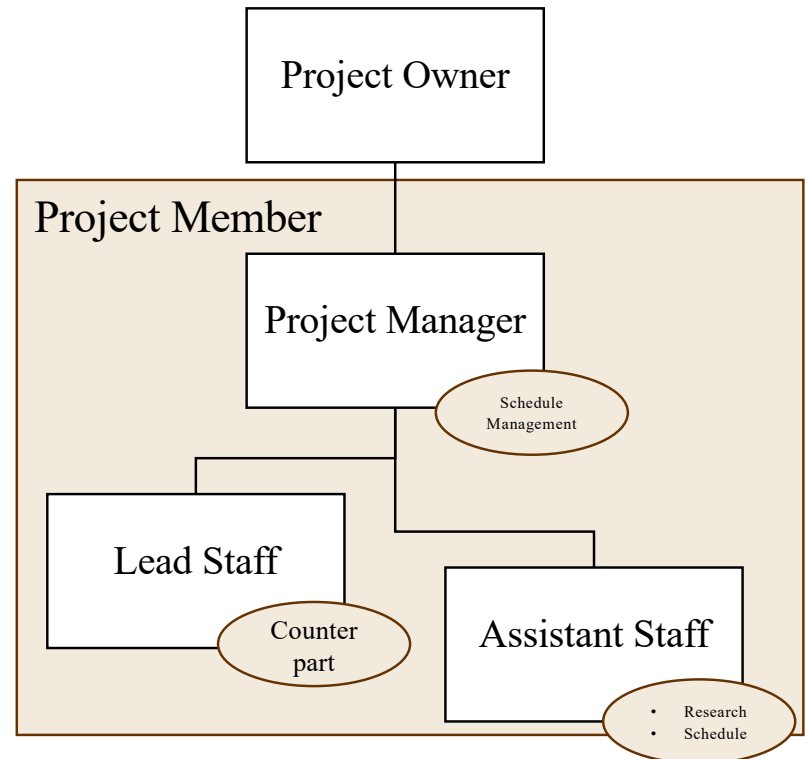 Project Owner
Project Member
Project Manager
Schedule
Management
Lead Staff
Counter
part
Assistant Staff
• Research
• Schedule